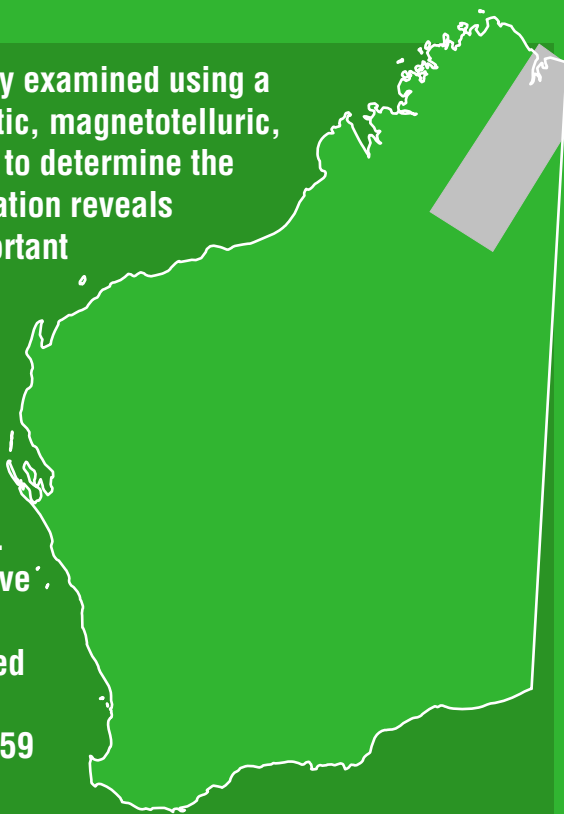 y examined using a
tic, magnetotelluric,
to determine the
ation reveals
ortant
.
ve
ed
59